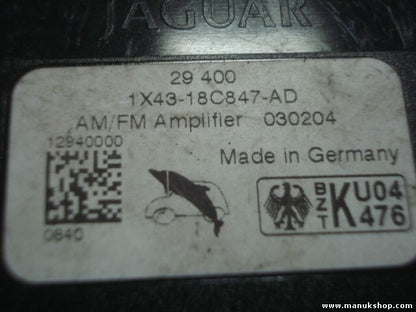 JAGUAR
29 400
1X43-18C847-AD
AM/FM Amplifier 030204
12940000
Made in Germany
0640
BZT K U04 476
www.manukshop.com